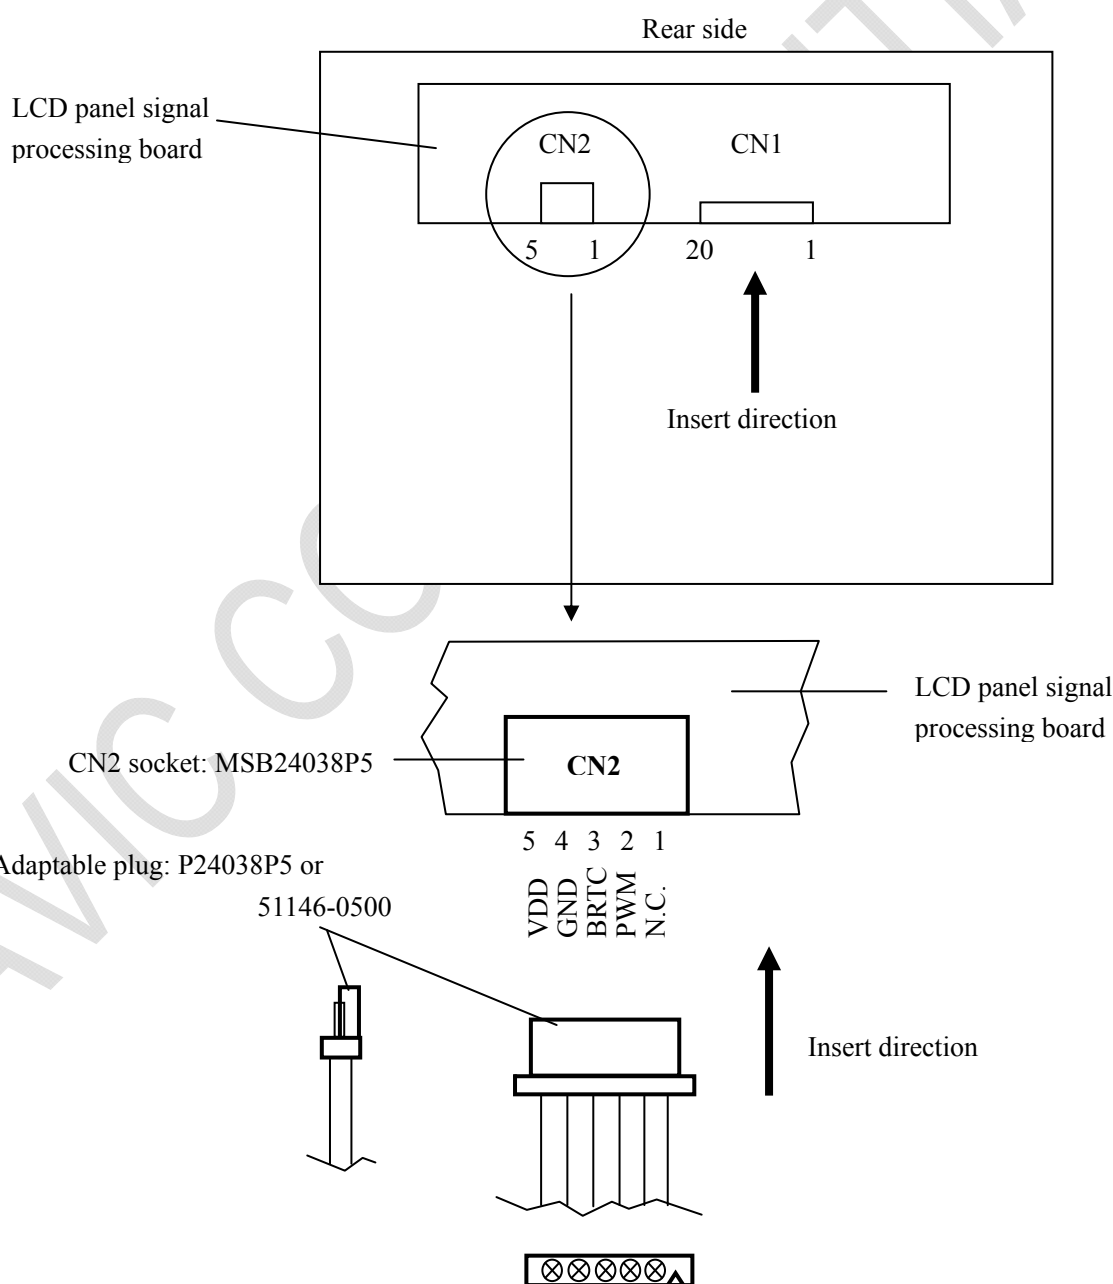 Rear side
LCD panel signal
processing board
CN2
CN1
5 1
20 1
Insert direction
LCD panel signal
processing board
CN2 socket: MSB24038P5
CN2
5 4 3 2 1
VDD
GND
BRTC
PWM
N.C.
Adaptable plug: P24038P5 or
51146-0500
Insert direction